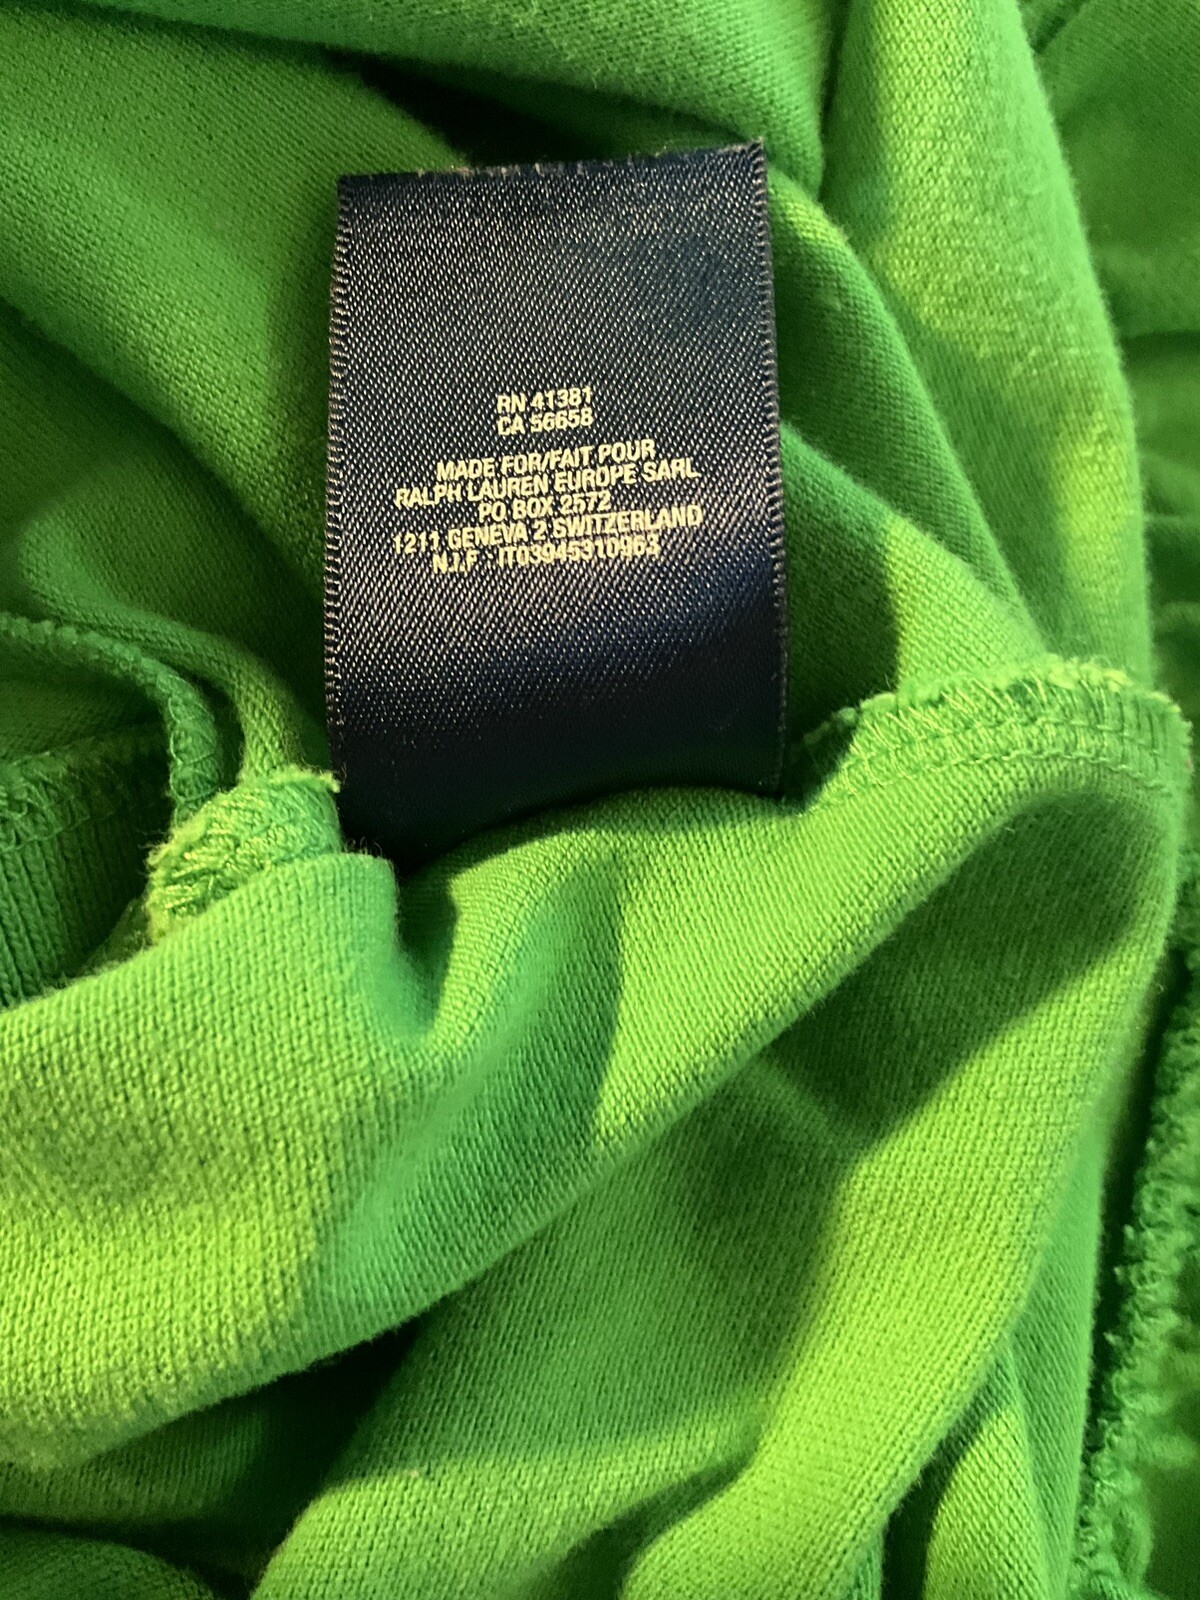 RN 41381
CA 56658
MADE FOR/FAIT POUR
RALPH LAUREN EUROPE SARL
PO BOX 2572
1211 GENEVA 2 SWITZERLAND
N.I.F IT03945310963